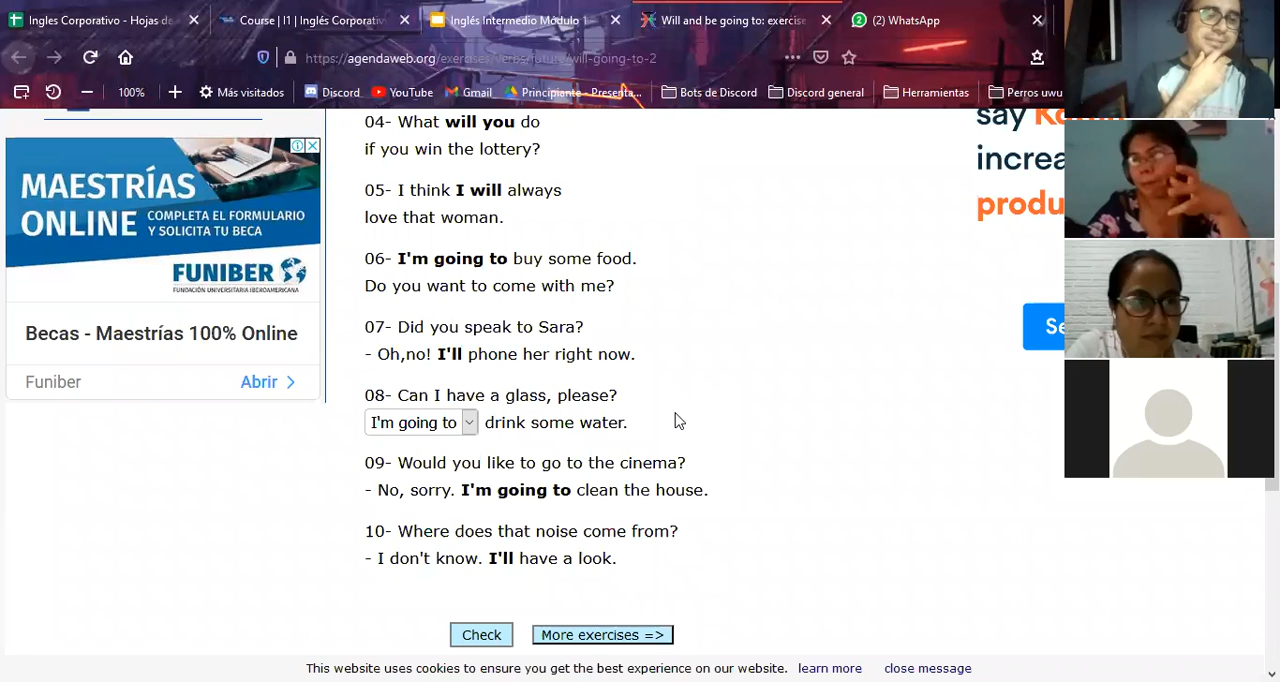 Ingles Corporativo - Hojas de
Course | I1 | Inglés Corporativ
Inglés Intermedio Módulo 1
Will and be going to: exercise
(2) WhatsApp
https://agendaweb.org/exercises/verbs/future/will-going-to-2
100%
Más visitados
Discord
YouTube
Gmail
Principiante - Presenta...
Bots de Discord
Discord general
Herramientas
Perros uwu
MAESTRÍAS
ONLINE
COMPLETA EL FORMULARIO
Y SOLICITA TU BECA
FUNIBER
FUNDACIÓN UNIVERSITARIA IBEROAMERICANA
Becas - Maestrías 100% Online
Funiber
Abrir
04- What will you do
if you win the lottery?
05- I think I will always
love that woman.
06- I'm going to buy some food.
Do you want to come with me?
07- Did you speak to Sara?
- Oh,no! I'll phone her right now.
08- Can I have a glass, please?
I'm going to drink some water.
09- Would you like to go to the cinema?
- No, sorry. I'm going to clean the house.
10- Where does that noise come from?
- I don't know. I'll have a look.
Check
More exercises =>
say
increa
produ
Se
This website uses cookies to ensure you get the best experience on our website. learn more close message